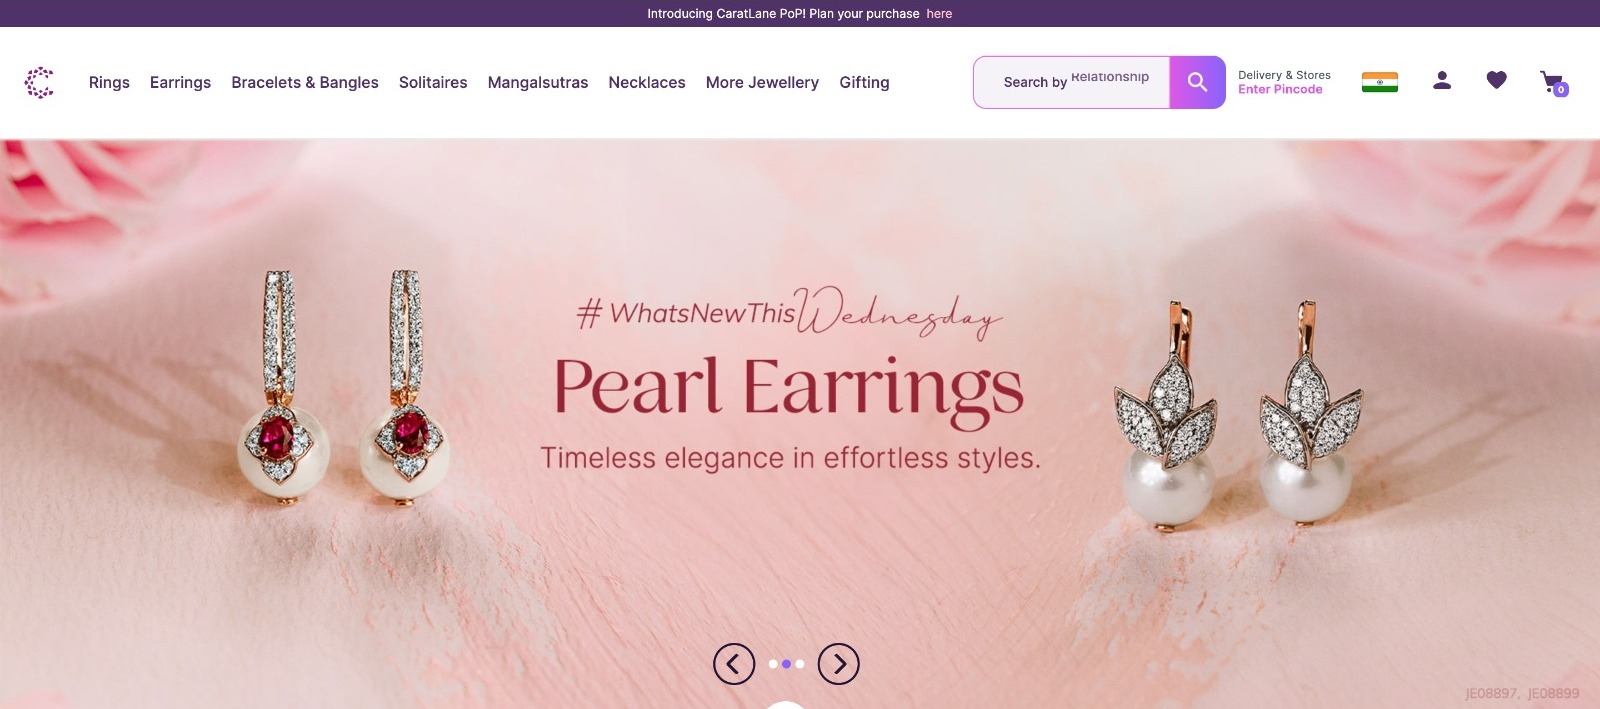 Introducing CaratLane PoP! Plan your purchase here
Rings Earrings Bracelets & Bangles Solitaires Mangalsutras Necklaces More Jewellery Gifting
Search by Relationship
Delivery & Stores
Enter Pincode
0
#WhatsNewThisWednesday
Pearl Earrings
Timeless elegance in effortless styles.
JE08897, JE08899